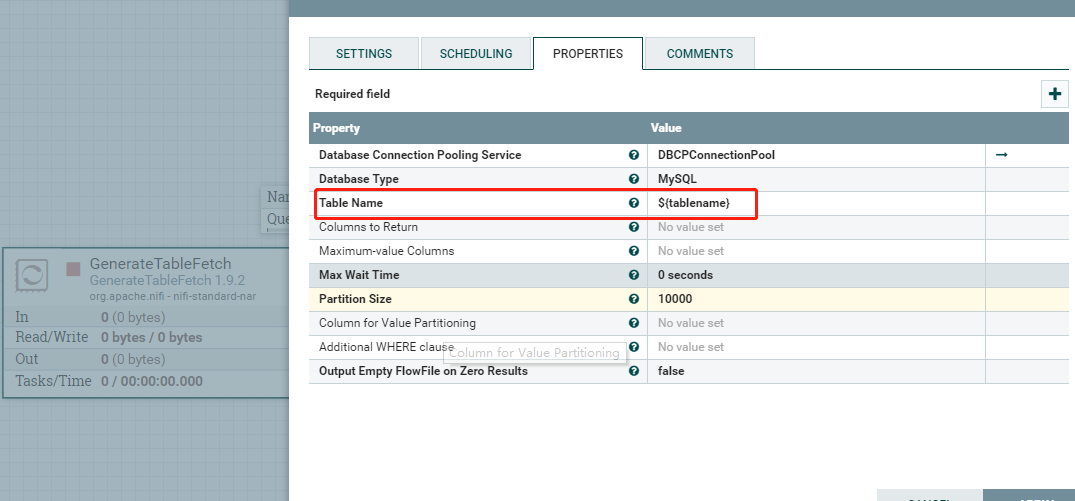 SETTINGS
SCHEDULING
PROPERTIES
COMMENTS
Required field
Property Value
Database Connection Pooling Service DBCPConnectionPool
Database Type MySQL
Table Name ${tablename}
Columns to Return No value set
Maximum-value Columns No value set
Max Wait Time 0 seconds
Partition Size 10000
Column for Value Partitioning No value set
Additional WHERE clause No value set
Column for Value Partitioning
Output Empty FlowFile on Zero Results false
GenerateTableFetch
GenerateTableFetch 1.9.2
org.apache.nifi - nifi-standard-nar
In 0 (0 bytes)
Read/Write 0 bytes / 0 bytes
Out 0 (0 bytes)
Tasks/Time 0 / 00:00:00.000